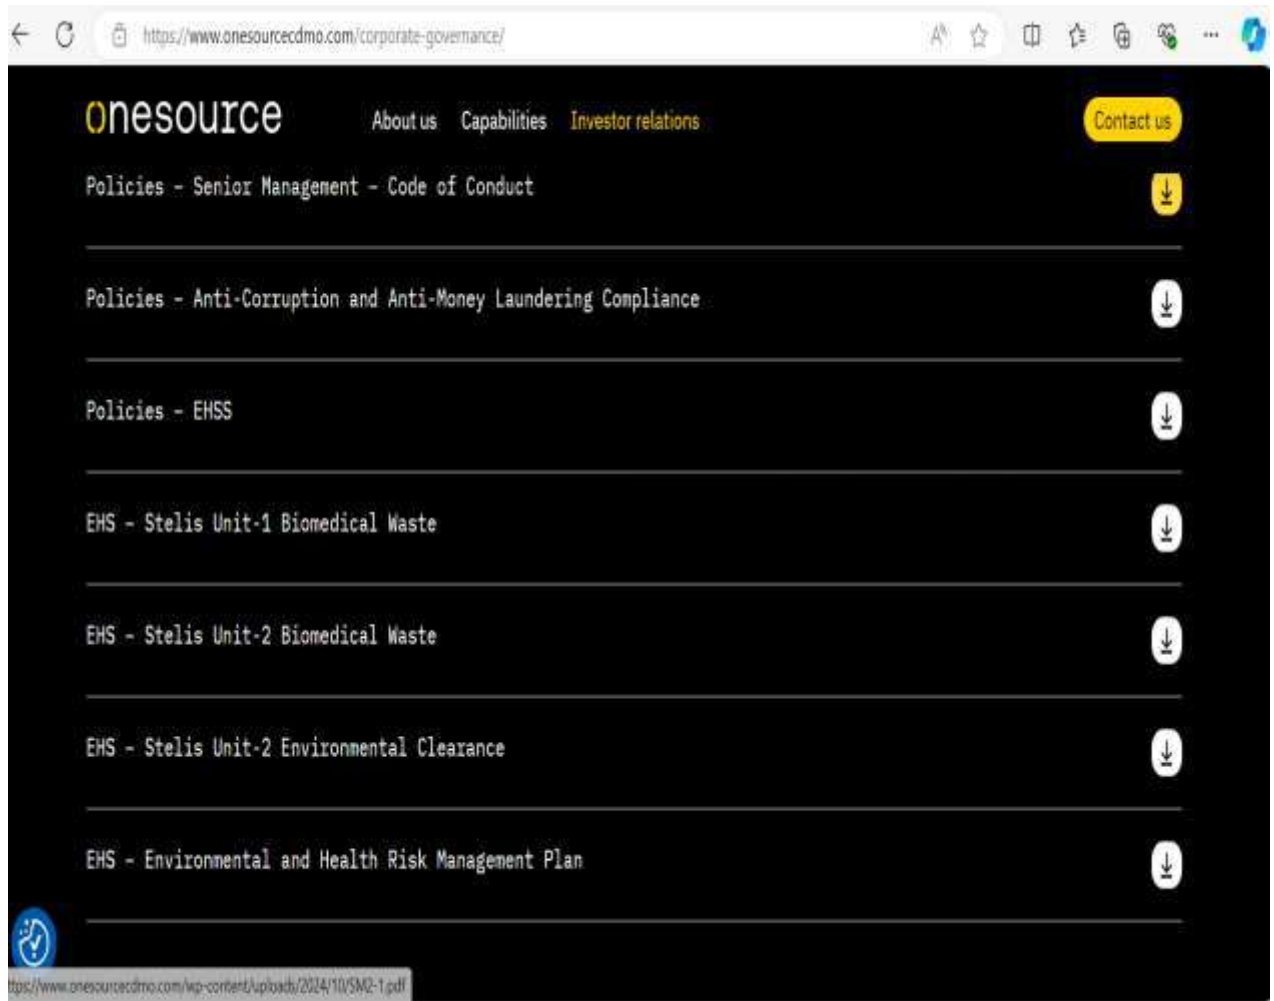 https://www.onesourcecdmo.com/corporate-governance/
onesource About us Capabilities Investor relations Contact us
Policies – Senior Management – Code of Conduct
Policies – Anti-Corruption and Anti-Money Laundering Compliance
Policies – EHSS
EHS – Stelis Unit-1 Biomedical Waste
EHS – Stelis Unit-2 Biomedical Waste
EHS – Stelis Unit-2 Environmental Clearance
EHS – Environmental and Health Risk Management Plan
ttps://www.onesourcecdmo.com/wp-content/uploads/2024/10/SM2-1.pdf